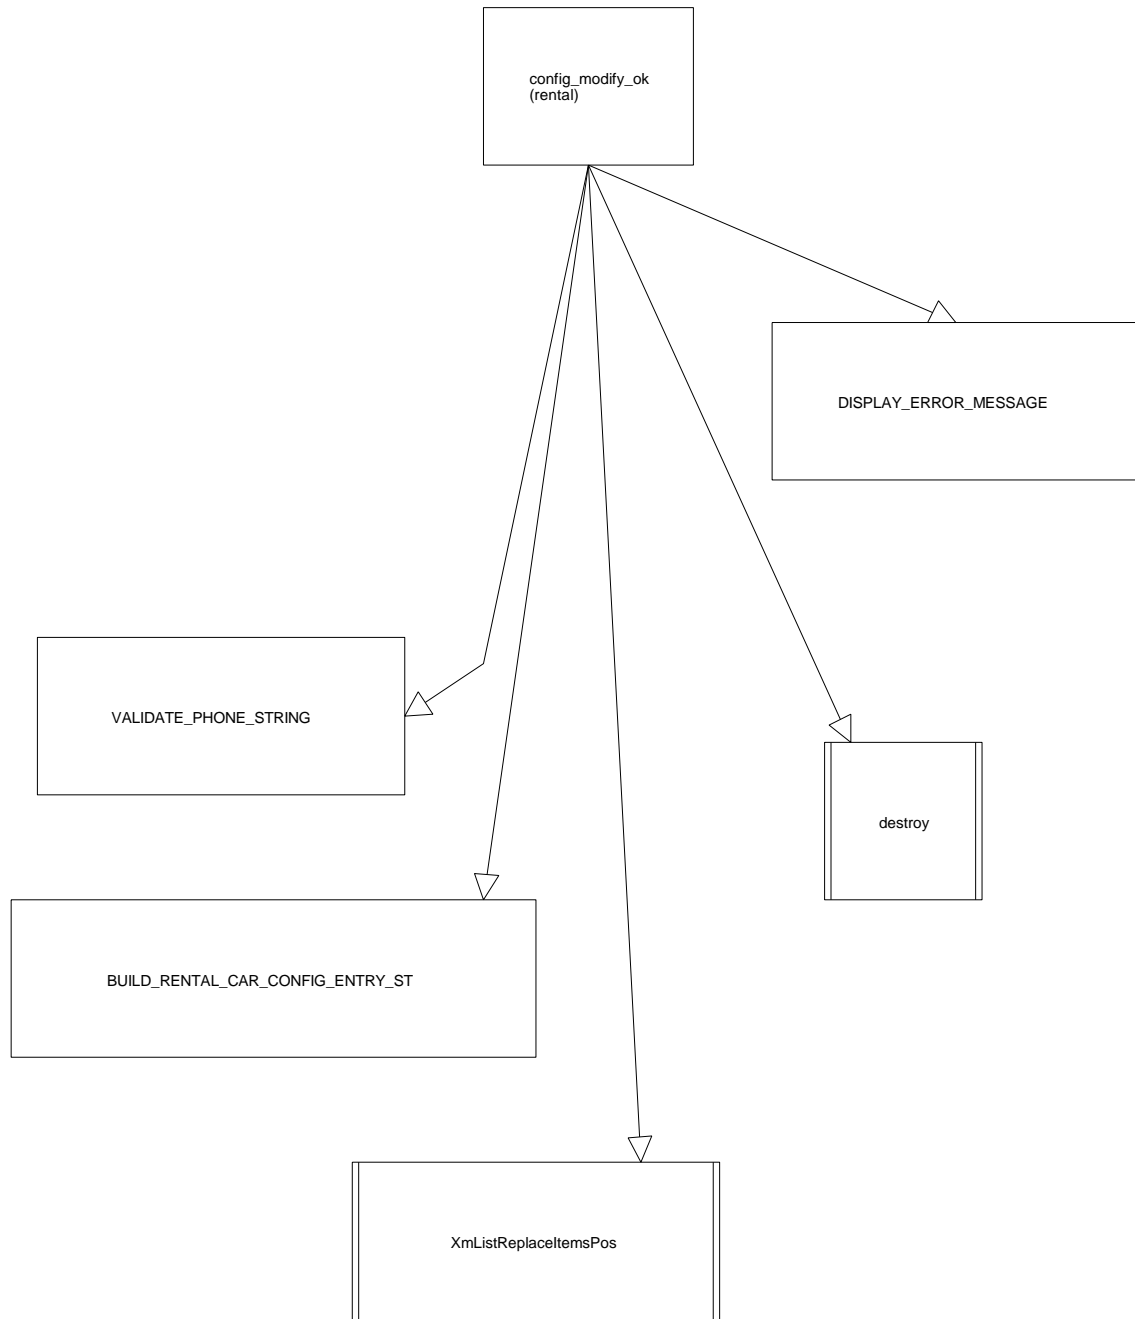 config_modify_ok
(rental)
DISPLAY_ERROR_MESSAGE
VALIDATE_PHONE_STRING
destroy
BUILD_RENTAL_CAR_CONFIG_ENTRY_ST
XmListReplaceItemsPos